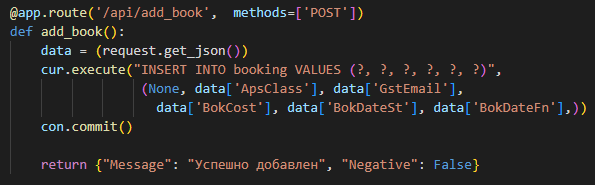 @app.route('/api/add_book',  methods=['POST'])
def add_book():
    data = (request.get_json())
    cur.execute("INSERT INTO booking VALUES (?, ?, ?, ?, ?, ?)",
                (None, data['ApsClass'], data['GstEmail'],
                  data['BokCost'], data['BokDateSt'], data['BokDateFn'],))
    con.commit()

    return {"Message": "Успешно добавлен", "Negative": False}